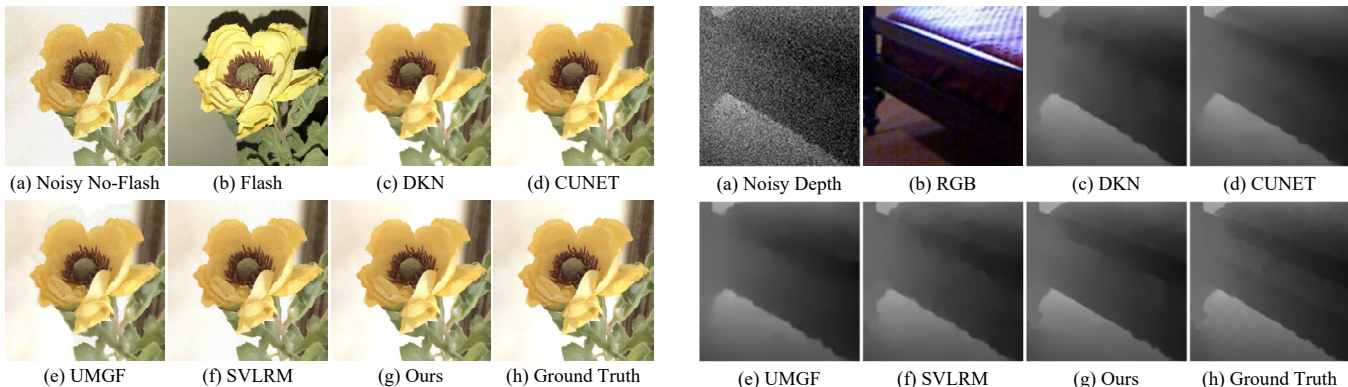 (a) Noisy No-Flash
(b) Flash
(c) DKN
(d) CUNET
(e) UMGF
(f) SVLRM
(g) Ours
(h) Ground Truth
(a) Noisy Depth
(b) RGB
(c) DKN
(d) CUNET
(e) UMGF
(f) SVLRM
(g) Ours
(h) Ground Truth